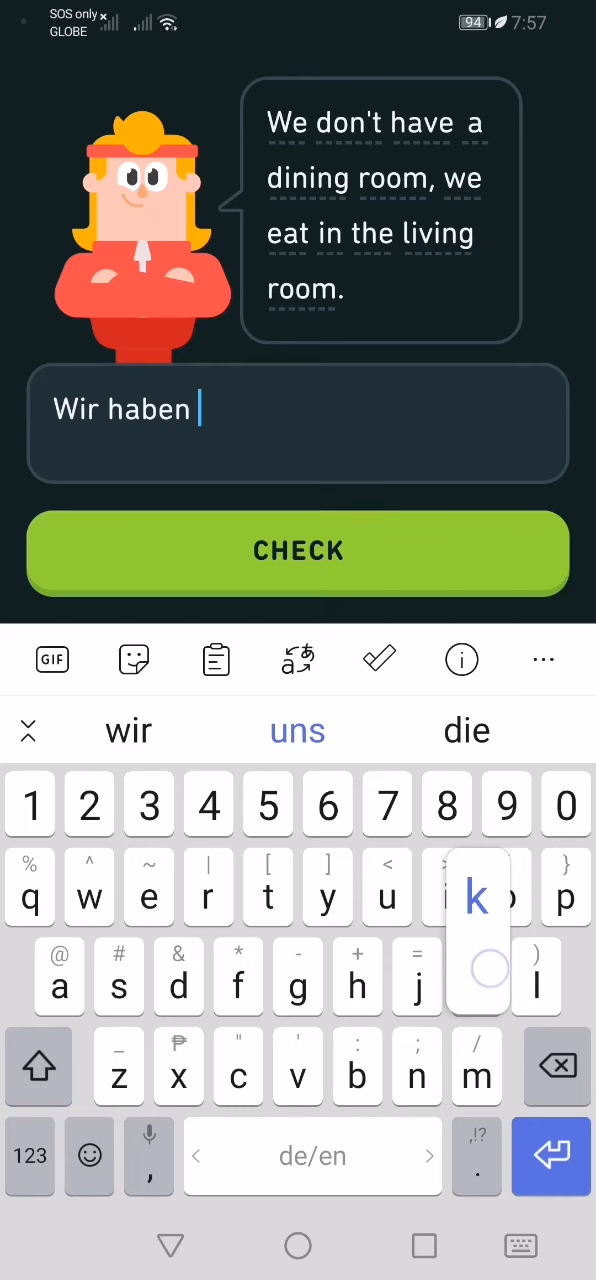 SOS only
GLOBE
94
7:57
We don't have a
dining room, we
eat in the living
room.
Wir haben
CHECK
GIF
wir uns die
1 2 3 4 5 6 7 8 9 0
% ^ ~ | [ ] < }
q w e r t y u i k p
@ # & * - + = )
a s d f g h j l
_ ₱ " ' : ; /
z x c v b n m
,!?
123 , < de/en > .